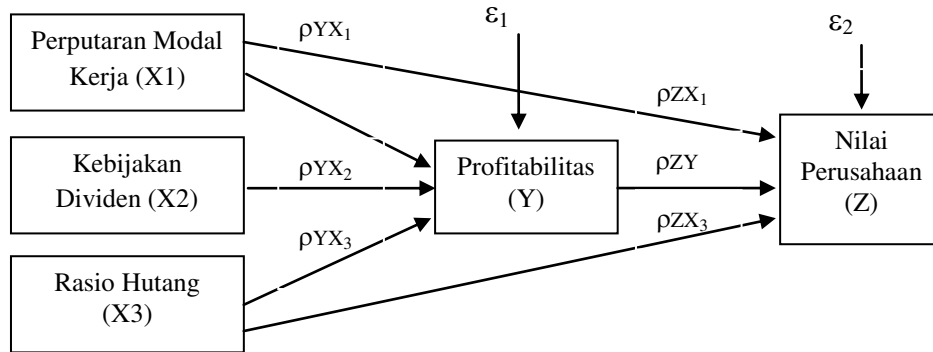 Perputaran Modal
Kerja (X1)
ρYX₁
ε₁
ε₂
ρZX₁
Kebijakan
Dividen (X2)
ρYX₂
Profitabilitas
(Y)
ρZY
Nilai
Perusahaan
(Z)
ρYX₃
ρZX₃
Rasio Hutang
(X3)